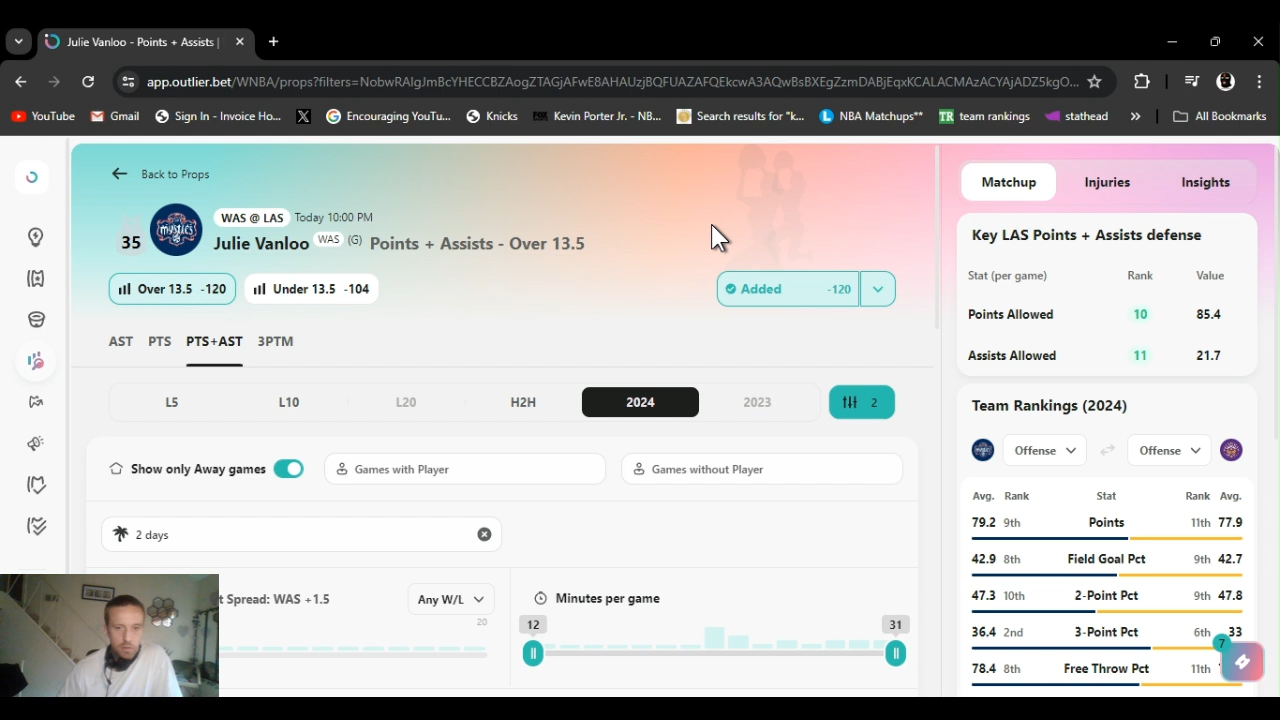 Julie Vanloo - Points + Assists |
app.outlier.bet/WNBA/props?filters=NobwRAlgJmBcYHECCBZAogZTAGjAFwE8AHAUzjBQFUAZAFQEkcwA3AQwBsBXEgZzmDABjEqxKCALACMAzACYAjADZ5kgO...
YouTube
Gmail
Sign In - Invoice Ho...
Encouraging YouTu...
Knicks
Kevin Porter Jr. - NB...
Search results for "k...
NBA Matchups**
TR team rankings
stathead
»
All Bookmarks
Back to Props
35
mystics
WAS @ LAS Today 10:00 PM
Julie Vanloo WAS (G) Points + Assists - Over 13.5
Over 13.5 -120
Under 13.5 -104
Added -120
AST PTS PTS+AST 3PTM
L5 L10 L20 H2H 2024 2023 2
Show only Away games
Games with Player
Games without Player
2 days
t Spread: WAS +1.5
Any W/L
20
Minutes per game
12
31
Matchup Injuries Insights
Key LAS Points + Assists defense
Stat (per game) Rank Value
Points Allowed 10 85.4
Assists Allowed 11 21.7
Team Rankings (2024)
Offense
Offense
Avg. Rank Stat Rank Avg.
79.2 9th Points 11th 77.9
42.9 8th Field Goal Pct 9th 42.7
47.3 10th 2-Point Pct 9th 47.8
36.4 2nd 3-Point Pct 6th 33
78.4 8th Free Throw Pct 11th
7